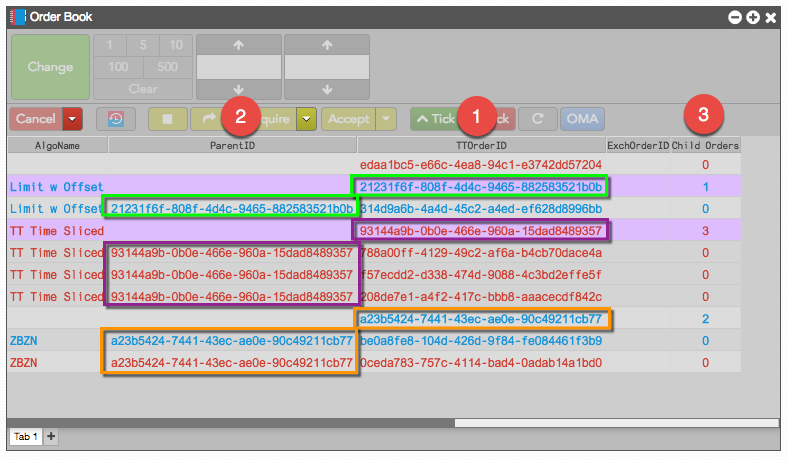 Order Book
Change
1 5 10
100 500
Clear
1
2
3
Cancel
Accept
Tick
OMA
AlgoName ParentID TTOrderID ExchOrderID Child Orders
edaa1bc5-e66c-4ea8-94c1-e3742dd57204 0
Limit w Offset 21231f6f-808f-4d4c-9465-882583521b0b 1
Limit w Offset 21231f6f-808f-4d4c-9465-882583521b0b 814d9a6b-4a4d-45c2-a4ed-ef628d8996bb 0
TT Time Sliced 93144a9b-0b0e-466e-960a-15dad8489357 3
TT Time Sliced 93144a9b-0b0e-466e-960a-15dad8489357 788a00ff-4129-49c2-af6a-b4cb70dace4a 0
TT Time Sliced 93144a9b-0b0e-466e-960a-15dad8489357 f57ecdd2-d338-474d-9088-4c3bd2effe5f 0
TT Time Sliced 93144a9b-0b0e-466e-960a-15dad8489357 208de7e1-a4f2-417c-bbb8-aaacecdf842c 0
a23b5424-7441-43ec-ae0e-90c49211cb77 2
ZBZN a23b5424-7441-43ec-ae0e-90c49211cb77 be0a8fe8-104d-426d-9f84-fe084461f3b9 0
ZBZN a23b5424-7441-43ec-ae0e-90c49211cb77 0ceda783-757c-4114-bad4-0adab14a1bd0 0
Tab 1